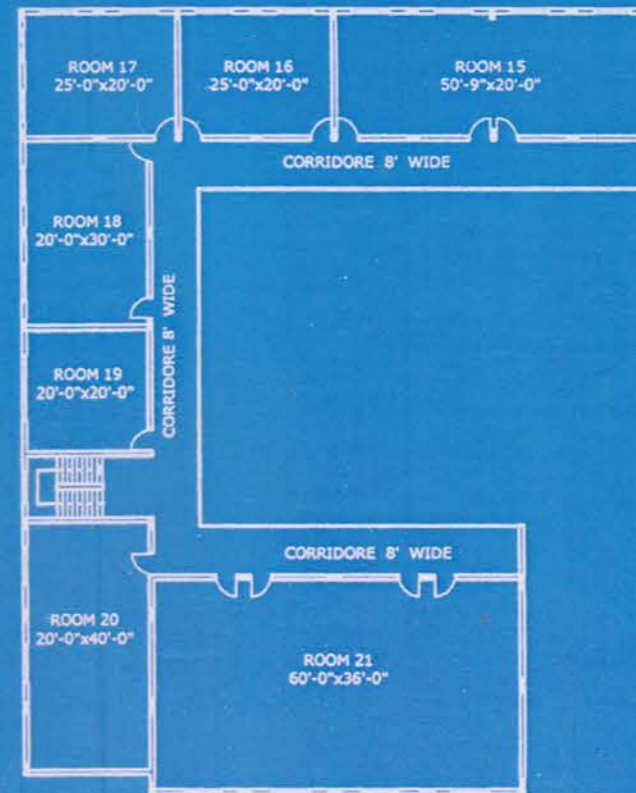 ROOM 17
25'-0"x20'-0"
ROOM 16
25'-0"x20'-0"
ROOM 15
50'-9"x20'-0"
CORRIDORE 8' WIDE
ROOM 18
20'-0"x30'-0"
CORRIDORE 8' WIDE
ROOM 19
20'-0"x20'-0"
CORRIDORE 8' WIDE
ROOM 20
20'-0"x40'-0"
ROOM 21
60'-0"x36'-0"